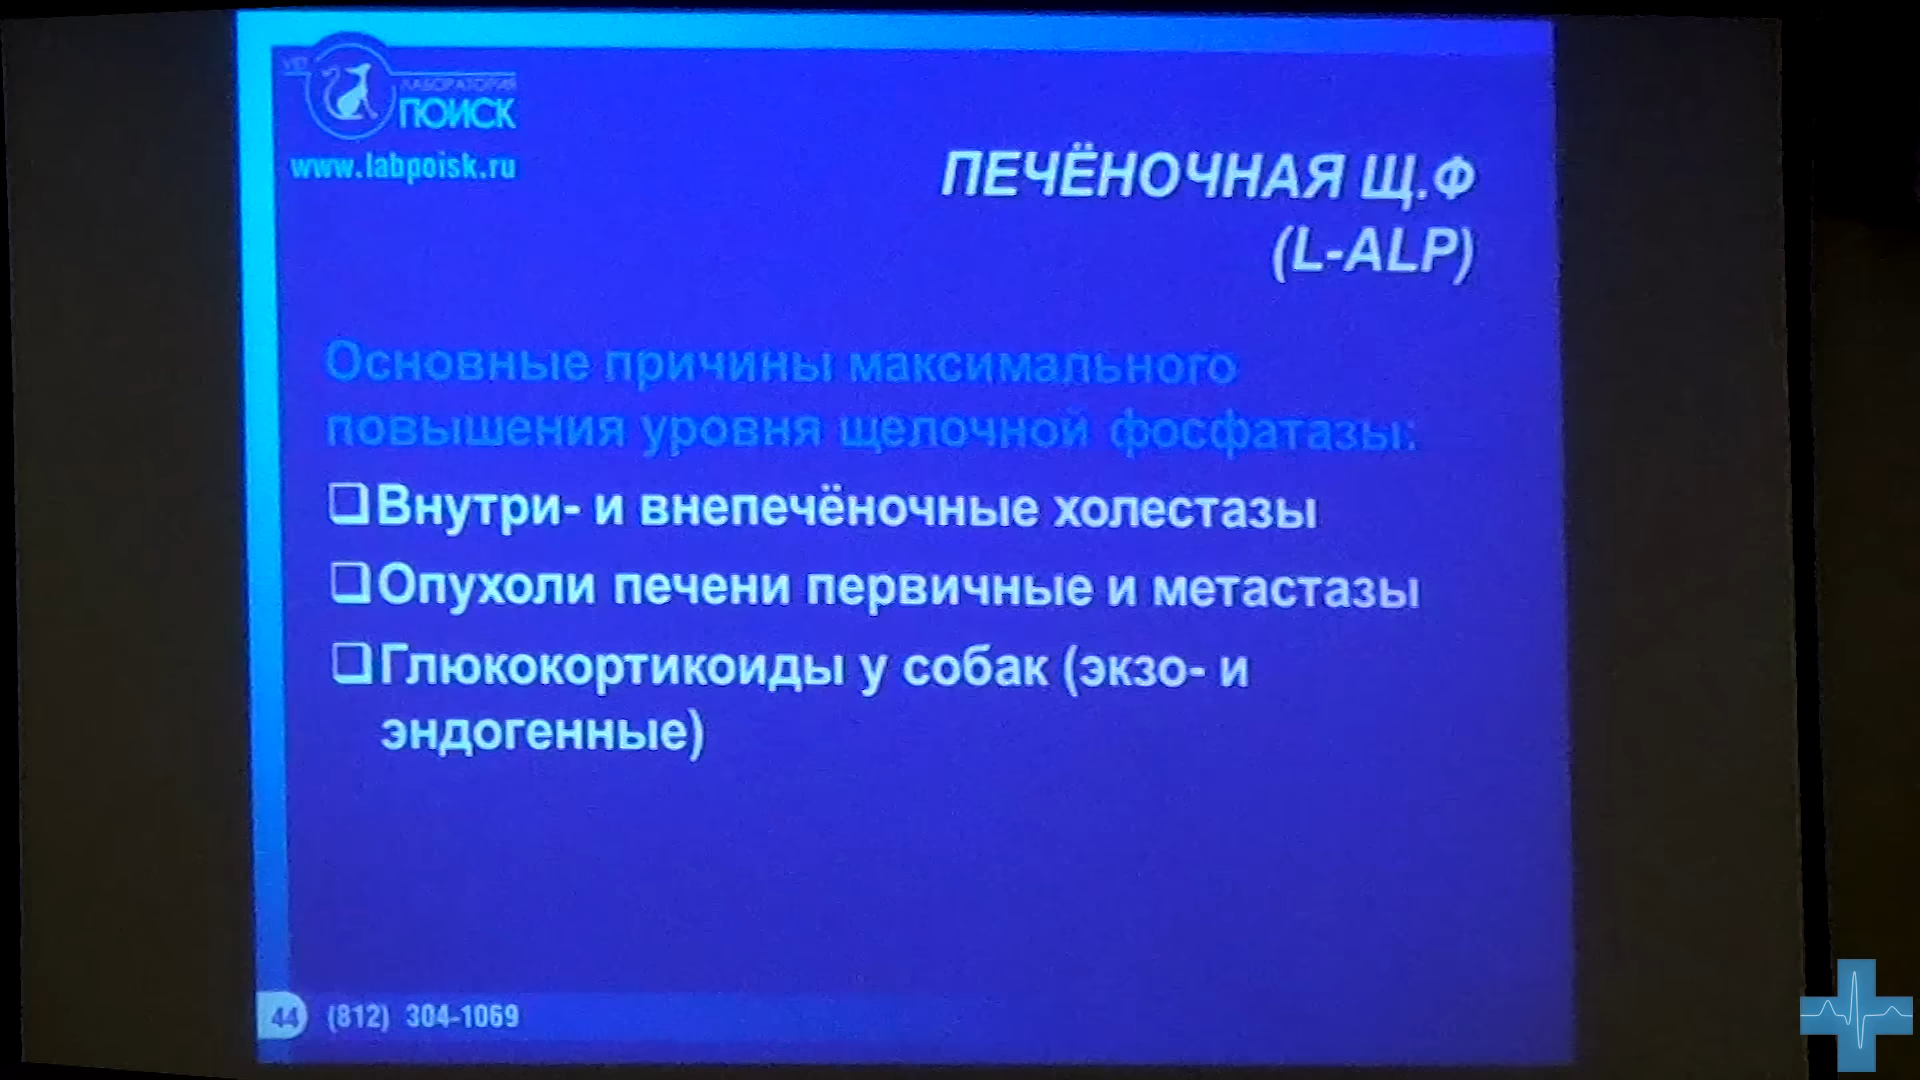 VET
ЛАБОРАТОРИЯ
ПОИСК
www.labpoisk.ru
ПЕЧЁНОЧНАЯ Щ.Ф
(L-ALP)
Основные причины максимального
повышения уровня щелочной фосфатазы:
❑Внутри- и внепечёночные холестазы
❑Опухоли печени первичные и метастазы
❑Глюкокортикоиды у собак (экзо- и
эндогенные)
44 (812) 304-1069